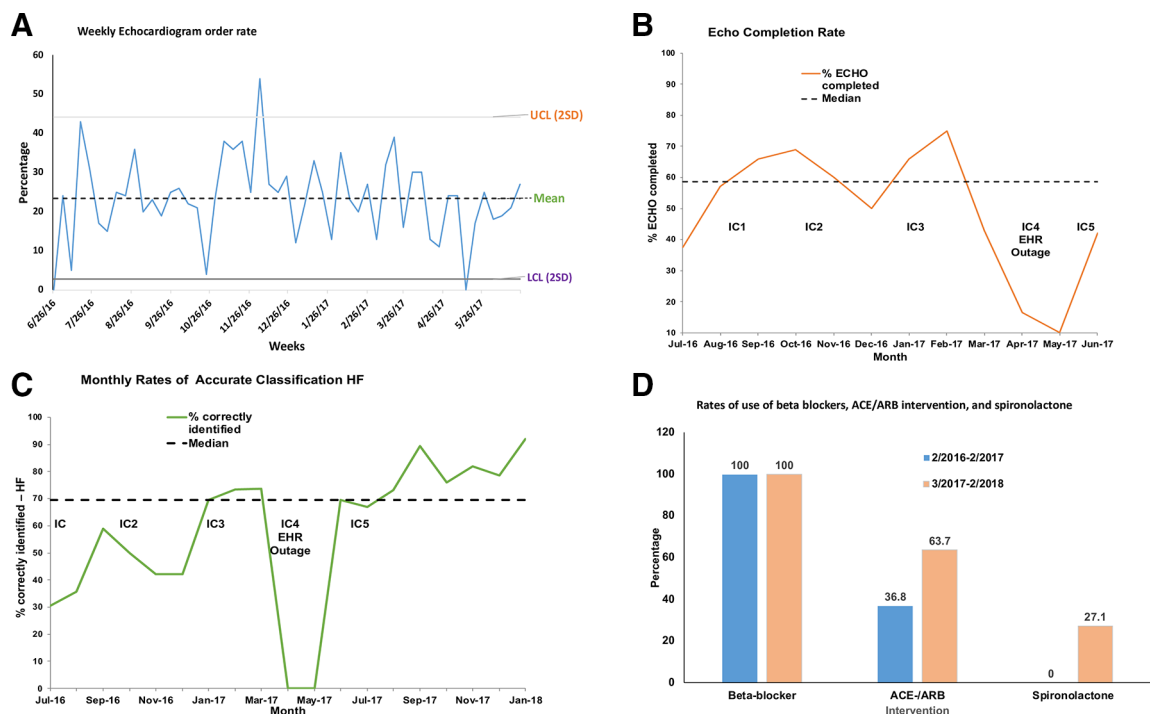 A
Weekly Echocardiogram order rate
60
50
40
30
20
10
0
Percentage
UCL (2SD)
Mean
LCL (2SD)
6/26/16
7/26/16
8/26/16
9/26/16
10/26/16
11/26/16
12/26/16
1/26/17
2/26/17
3/26/17
4/26/17
5/26/17
Weeks
B
Echo Completion Rate
100
90
80
70
60
50
40
30
20
10
% ECHO completed
% ECHO
completed
Median
IC1
IC2
IC3
IC4
EHR
Outage
IC5
Jul-16 Aug-16 Sep-16 Oct-16 Nov-16 Dec-16 Jan-17 Feb-17 Mar-17 Apr-17 May-17 Jun-17
Month
C
Monthly Rates of Accurate Classification HF
100
90
80
70
60
50
40
30
20
10
0
% correctly identified – HF
% correctly
identified
Median
IC
IC2
IC3
IC4
EHR
Outage
IC5
Jul-16 Sep-16 Nov-16 Jan-17 Mar-17 May-17 Jul-17 Sep-17 Nov-17 Jan-18
Month
D
Rates of use of beta blockers, ACE/ARB intervention, and spironolactone
120
100
80
60
40
20
0
Percentage
2/2016-2/2017
3/2017-2/2018
100
100
36.8
63.7
0
27.1
Beta-blocker
ACE-/ARB
Spironolactone
Intervention